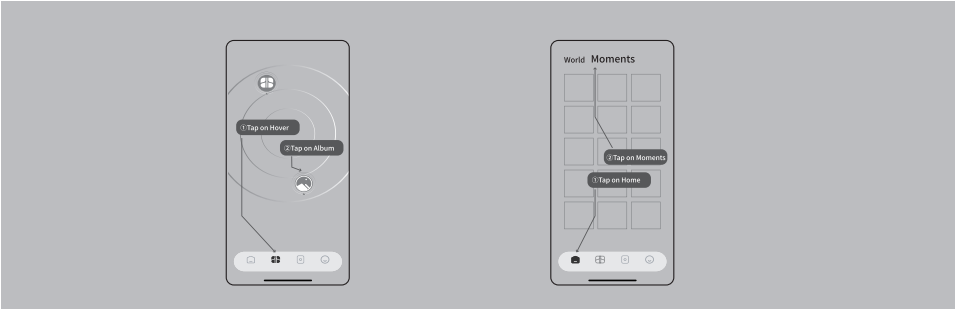 ①Tap on Hover
②Tap on Album
World Moments
②Tap on Moments
①Tap on Home